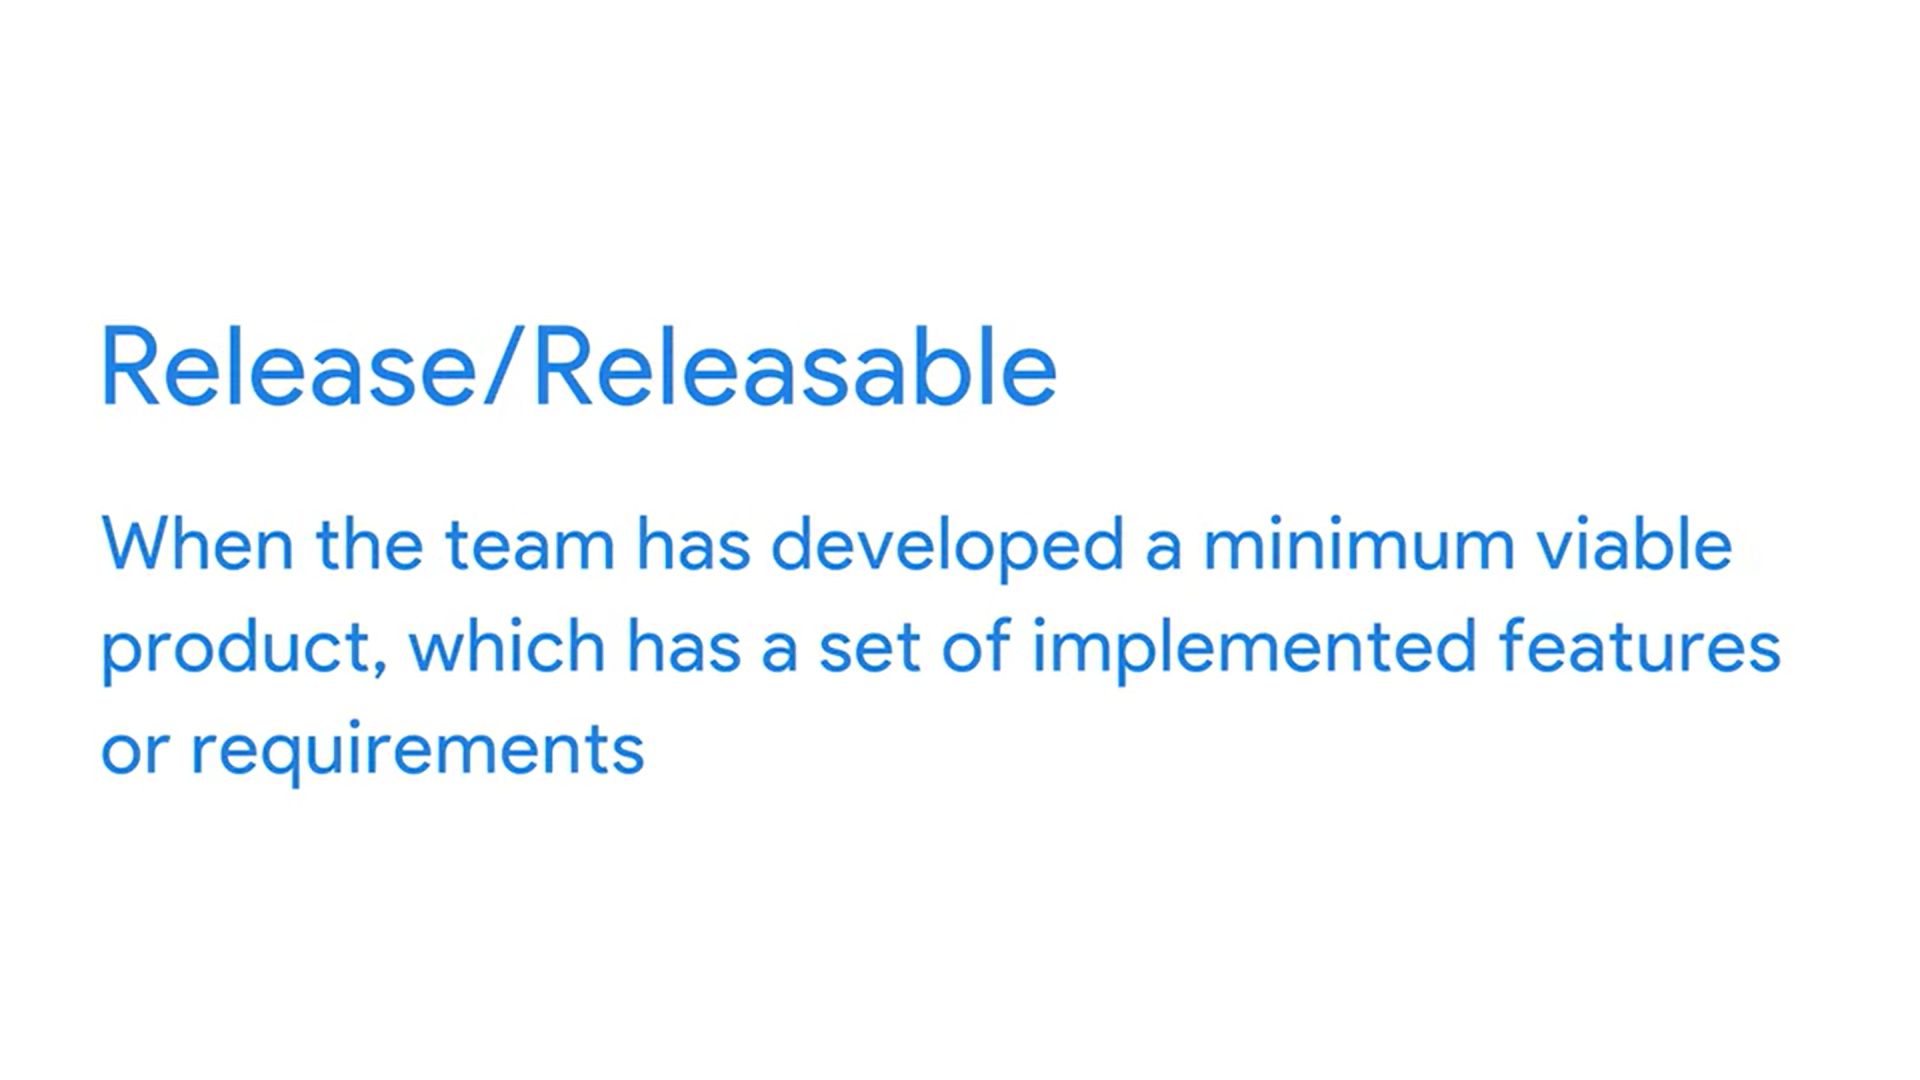 Release/Releasable
When the team has developed a minimum viable
product, which has a set of implemented features
or requirements